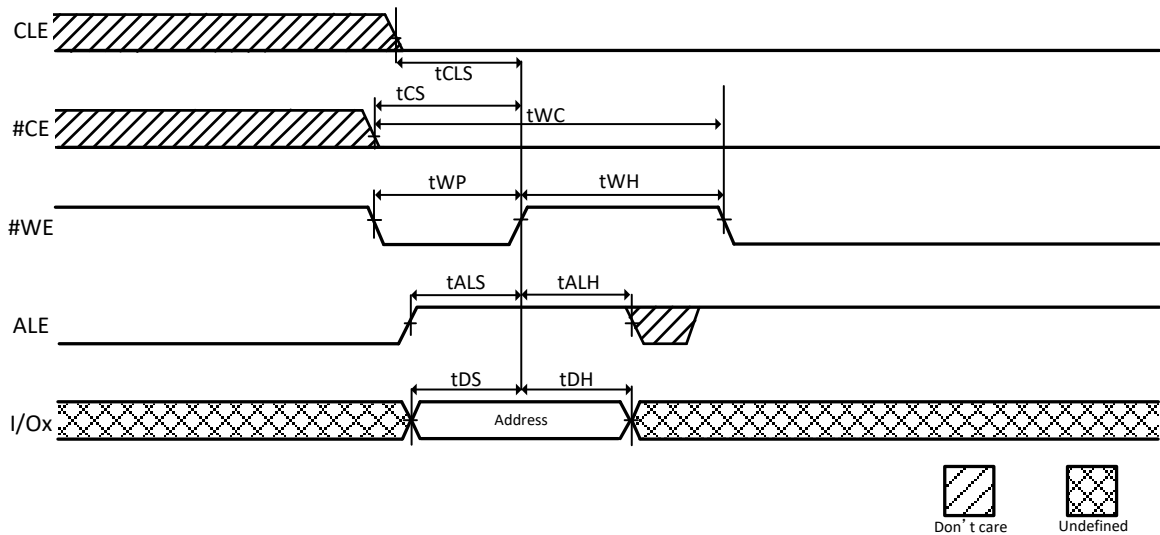 CLE
tCLS
tCS
#CE
tWC
tWP
tWH
#WE
tALS
tALH
ALE
tDS
tDH
I/Ox
Address
Don’t care
Undefined